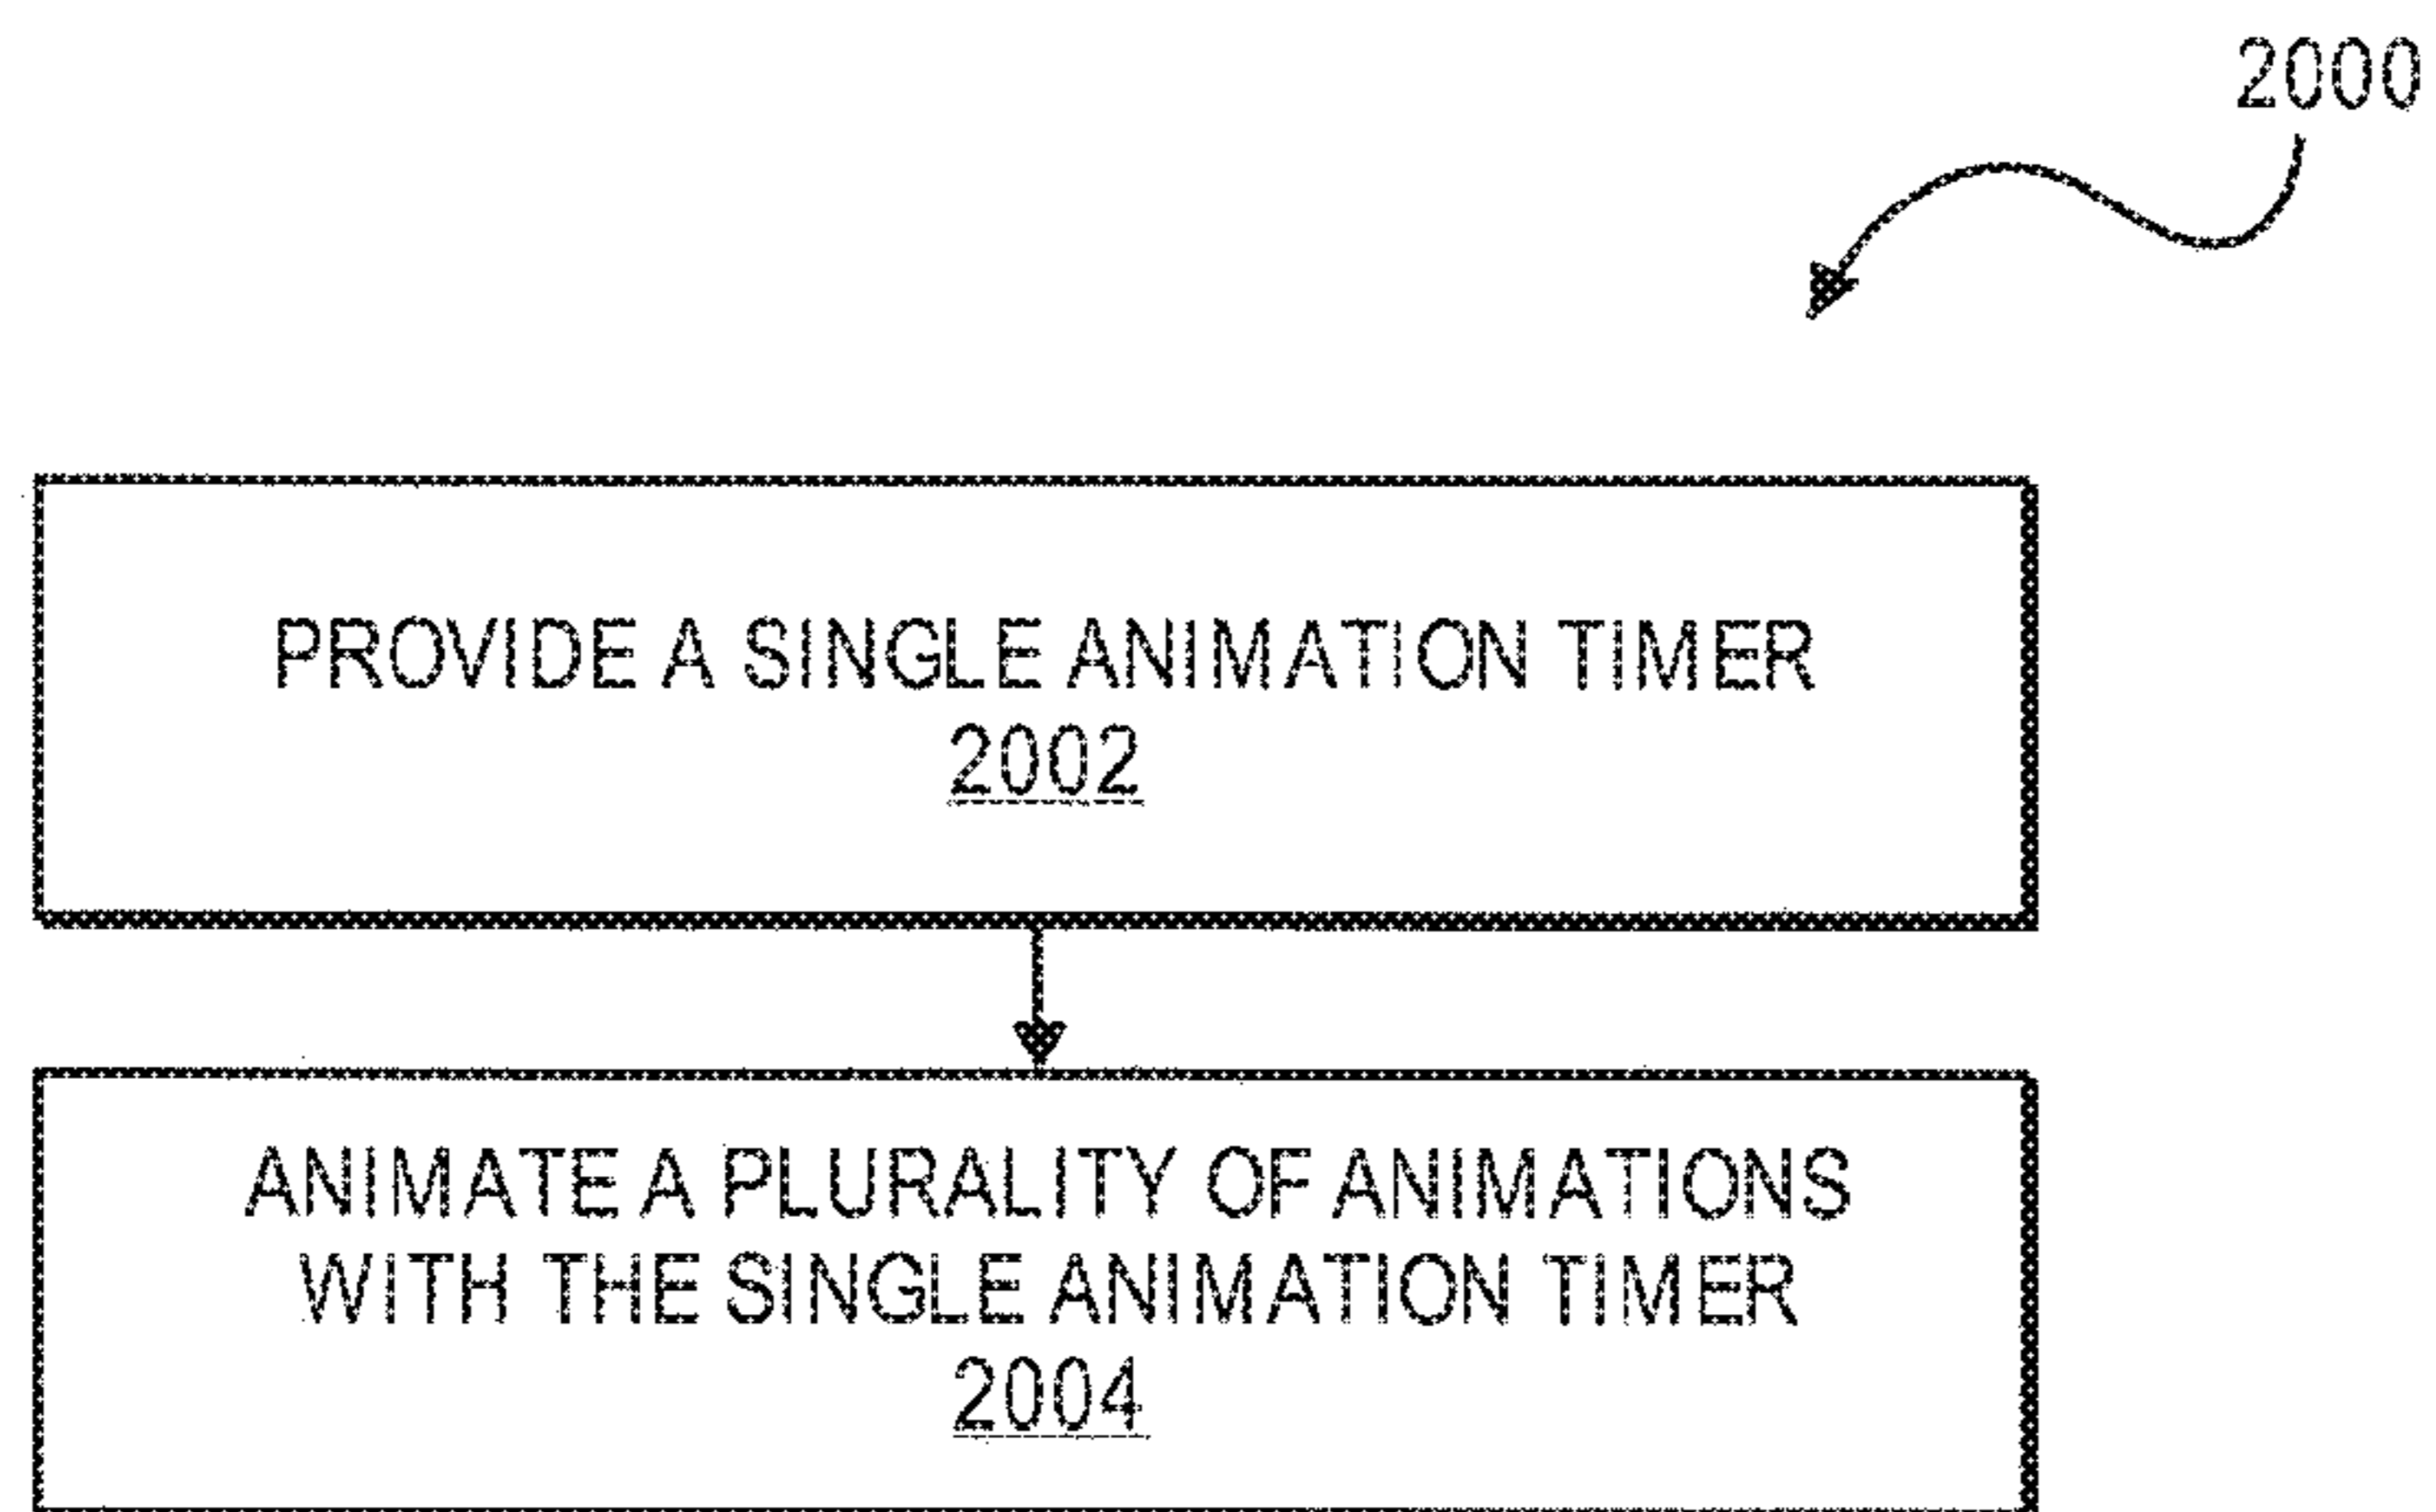 2000
PROVIDE A SINGLE ANIMATION TIMER
2002
ANIMATE A PLURALITY OF ANIMATIONS
WITH THE SINGLE ANIMATION TIMER
2004